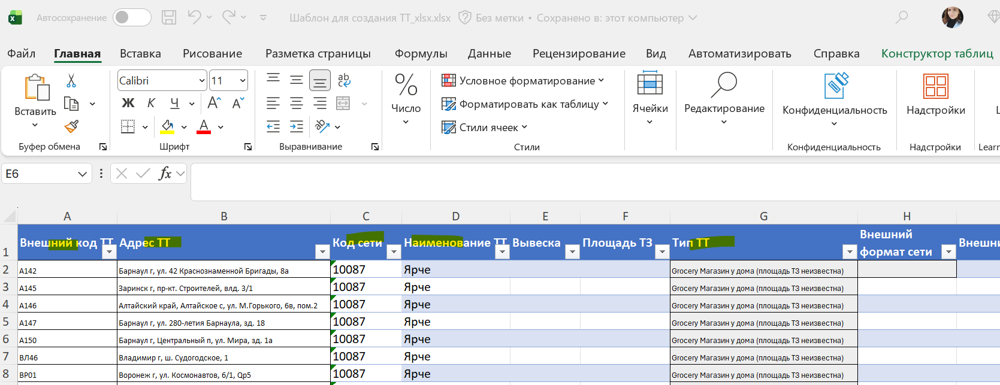 Автосохранение
Шаблон для создания ТТ_xlsx.xlsx
Без метки • Сохранено в: этот компьютер
Файл Главная Вставка Рисование Разметка страницы Формулы Данные Рецензирование Вид Автоматизировать Справка Конструктор таблиц
Вставить
Буфер обмена
Calibri 11
Ж К Ч А А
А
Шрифт
ab
Выравнивание
%
Число
Условное форматирование
Форматировать как таблицу
Стили ячеек
Стили
Ячейки
Редактирование
Конфиденциальность
Конфиденциальность
Надстройки
Надстройки
Learn
E6 fx
A B C D E F G H
1 Внешний код ТТ Адрес ТТ Код сети Наименование ТТ Вывеска Площадь ТЗ Тип ТТ Внешний формат сети
2 А142 Барнаул г, ул. 42 Краснознаменной Бригады, 8а 10087 Ярче Grocery Магазин у дома (площадь ТЗ неизвестна)
3 А145 Заринск г, пр-кт. Строителей, влд. 3/1 10087 Ярче Grocery Магазин у дома (площадь ТЗ неизвестна)
4 А146 Алтайский край, Алтайское с, ул. М.Горького, 6в, пом.2 10087 Ярче Grocery Магазин у дома (площадь ТЗ неизвестна)
5 А147 Барнаул г, ул. 280-летия Барнаула, зд. 18 10087 Ярче Grocery Магазин у дома (площадь ТЗ неизвестна)
6 А150 Барнаул г, Центральный п, ул. Мира, зд. 1а 10087 Ярче Grocery Магазин у дома (площадь ТЗ неизвестна)
7 ВЛ46 Владимир г, ш. Судогодское, 1 10087 Ярче Grocery Магазин у дома (площадь ТЗ неизвестна)
8 ВР01 Воронеж г, ул. Космонавтов, 6/1, Qp5 10087 Ярче Grocery Магазин у дома (площадь ТЗ неизвестна)